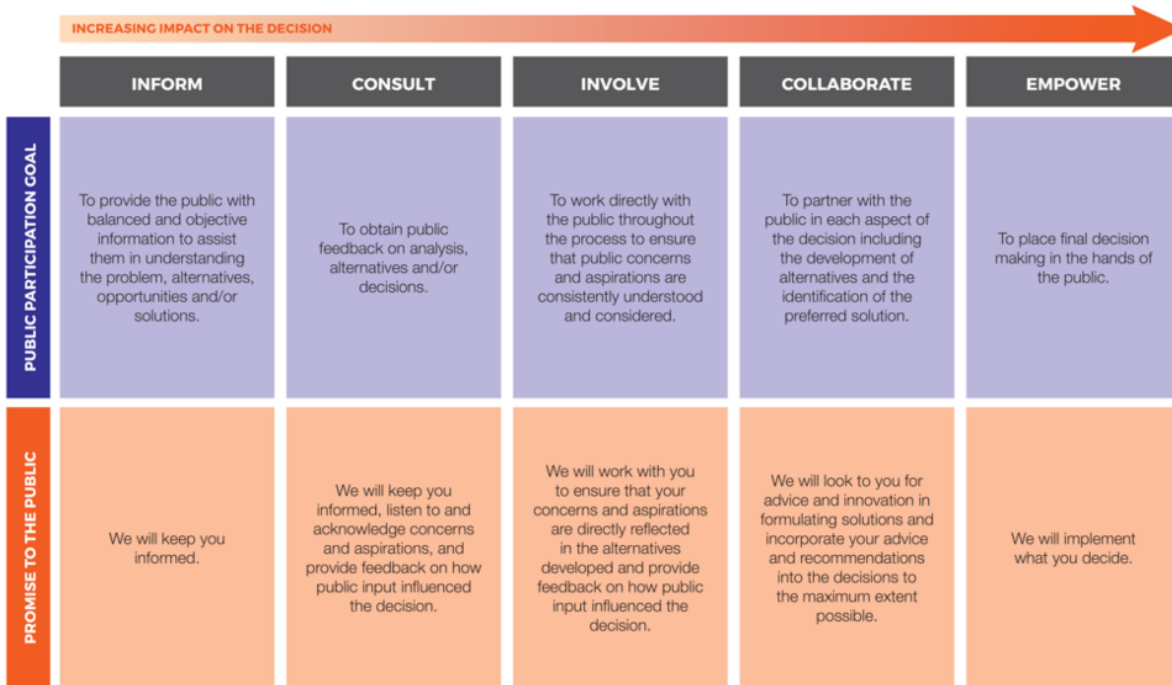 INCREASING IMPACT ON THE DECISION
INFORM
CONSULT
INVOLVE
COLLABORATE
EMPOWER
PUBLIC PARTICIPATION GOAL
To provide the public with
balanced and objective
information to assist
them in understanding
the problem, alternatives,
opportunities and/or
solutions.
To obtain public
feedback on analysis,
alternatives and/or
decisions.
To work directly with
the public throughout
the process to ensure
that public concerns
and aspirations are
consistently understood
and considered.
To partner with the
public in each aspect of
the decision including
the development of
alternatives and the
identification of the
preferred solution.
To place final decision
making in the hands of
the public.
PROMISE TO THE PUBLIC
We will keep you
informed.
We will keep you
informed, listen to and
acknowledge concerns
and aspirations, and
provide feedback on how
public input influenced
the decision.
We will work with you
to ensure that your
concerns and aspirations
are directly reflected
in the alternatives
developed and provide
feedback on how public
input influenced the
decision.
We will look to you for
advice and innovation in
formulating solutions and
incorporate your advice
and recommendations
into the decisions to
the maximum extent
possible.
We will implement
what you decide.